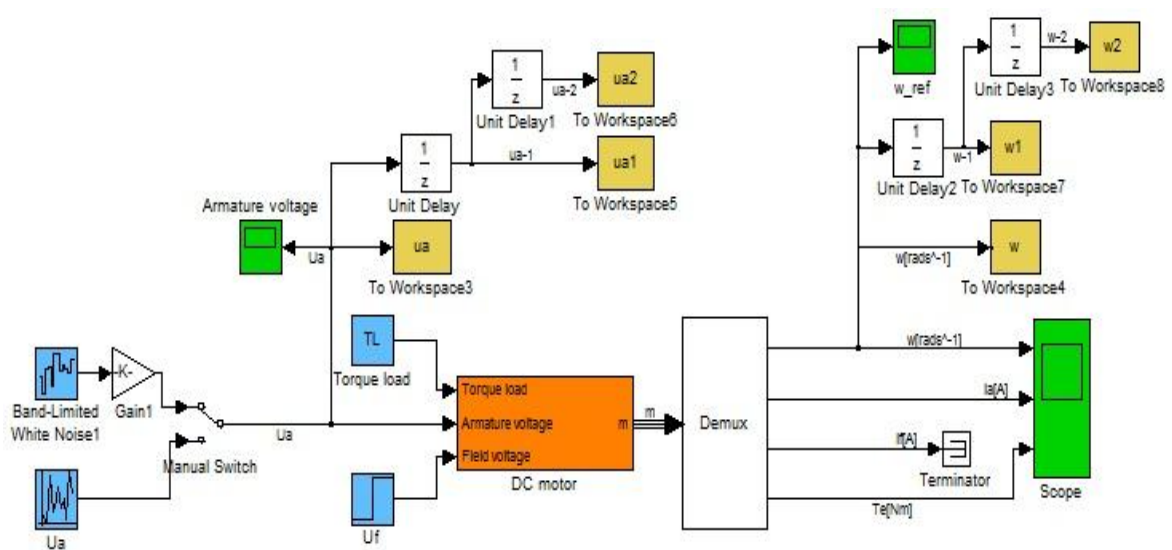 1
z
Unit Delay1
ua-2
ua2
To Workspace6
1
z
Unit Delay
ua-1
ua1
To Workspace5
Armature voltage
Ua
ua
To Workspace3
w_ref
1
z
Unit Delay3
w-2
w2
To Workspace8
1
z
Unit Delay2
w-1
w1
To Workspace7
w[rads^-1]
w
To Workspace4
Band-Limited
White Noise1
-K-
Gain1
Manual Switch
Ua
Ua
TL
Torque load
Torque load
Armature voltage
Field voltage
m
DC motor
Uf
m
Demux
w[rads^-1]
Ia[A]
If[A]
Terminator
Te[Nm]
Scope